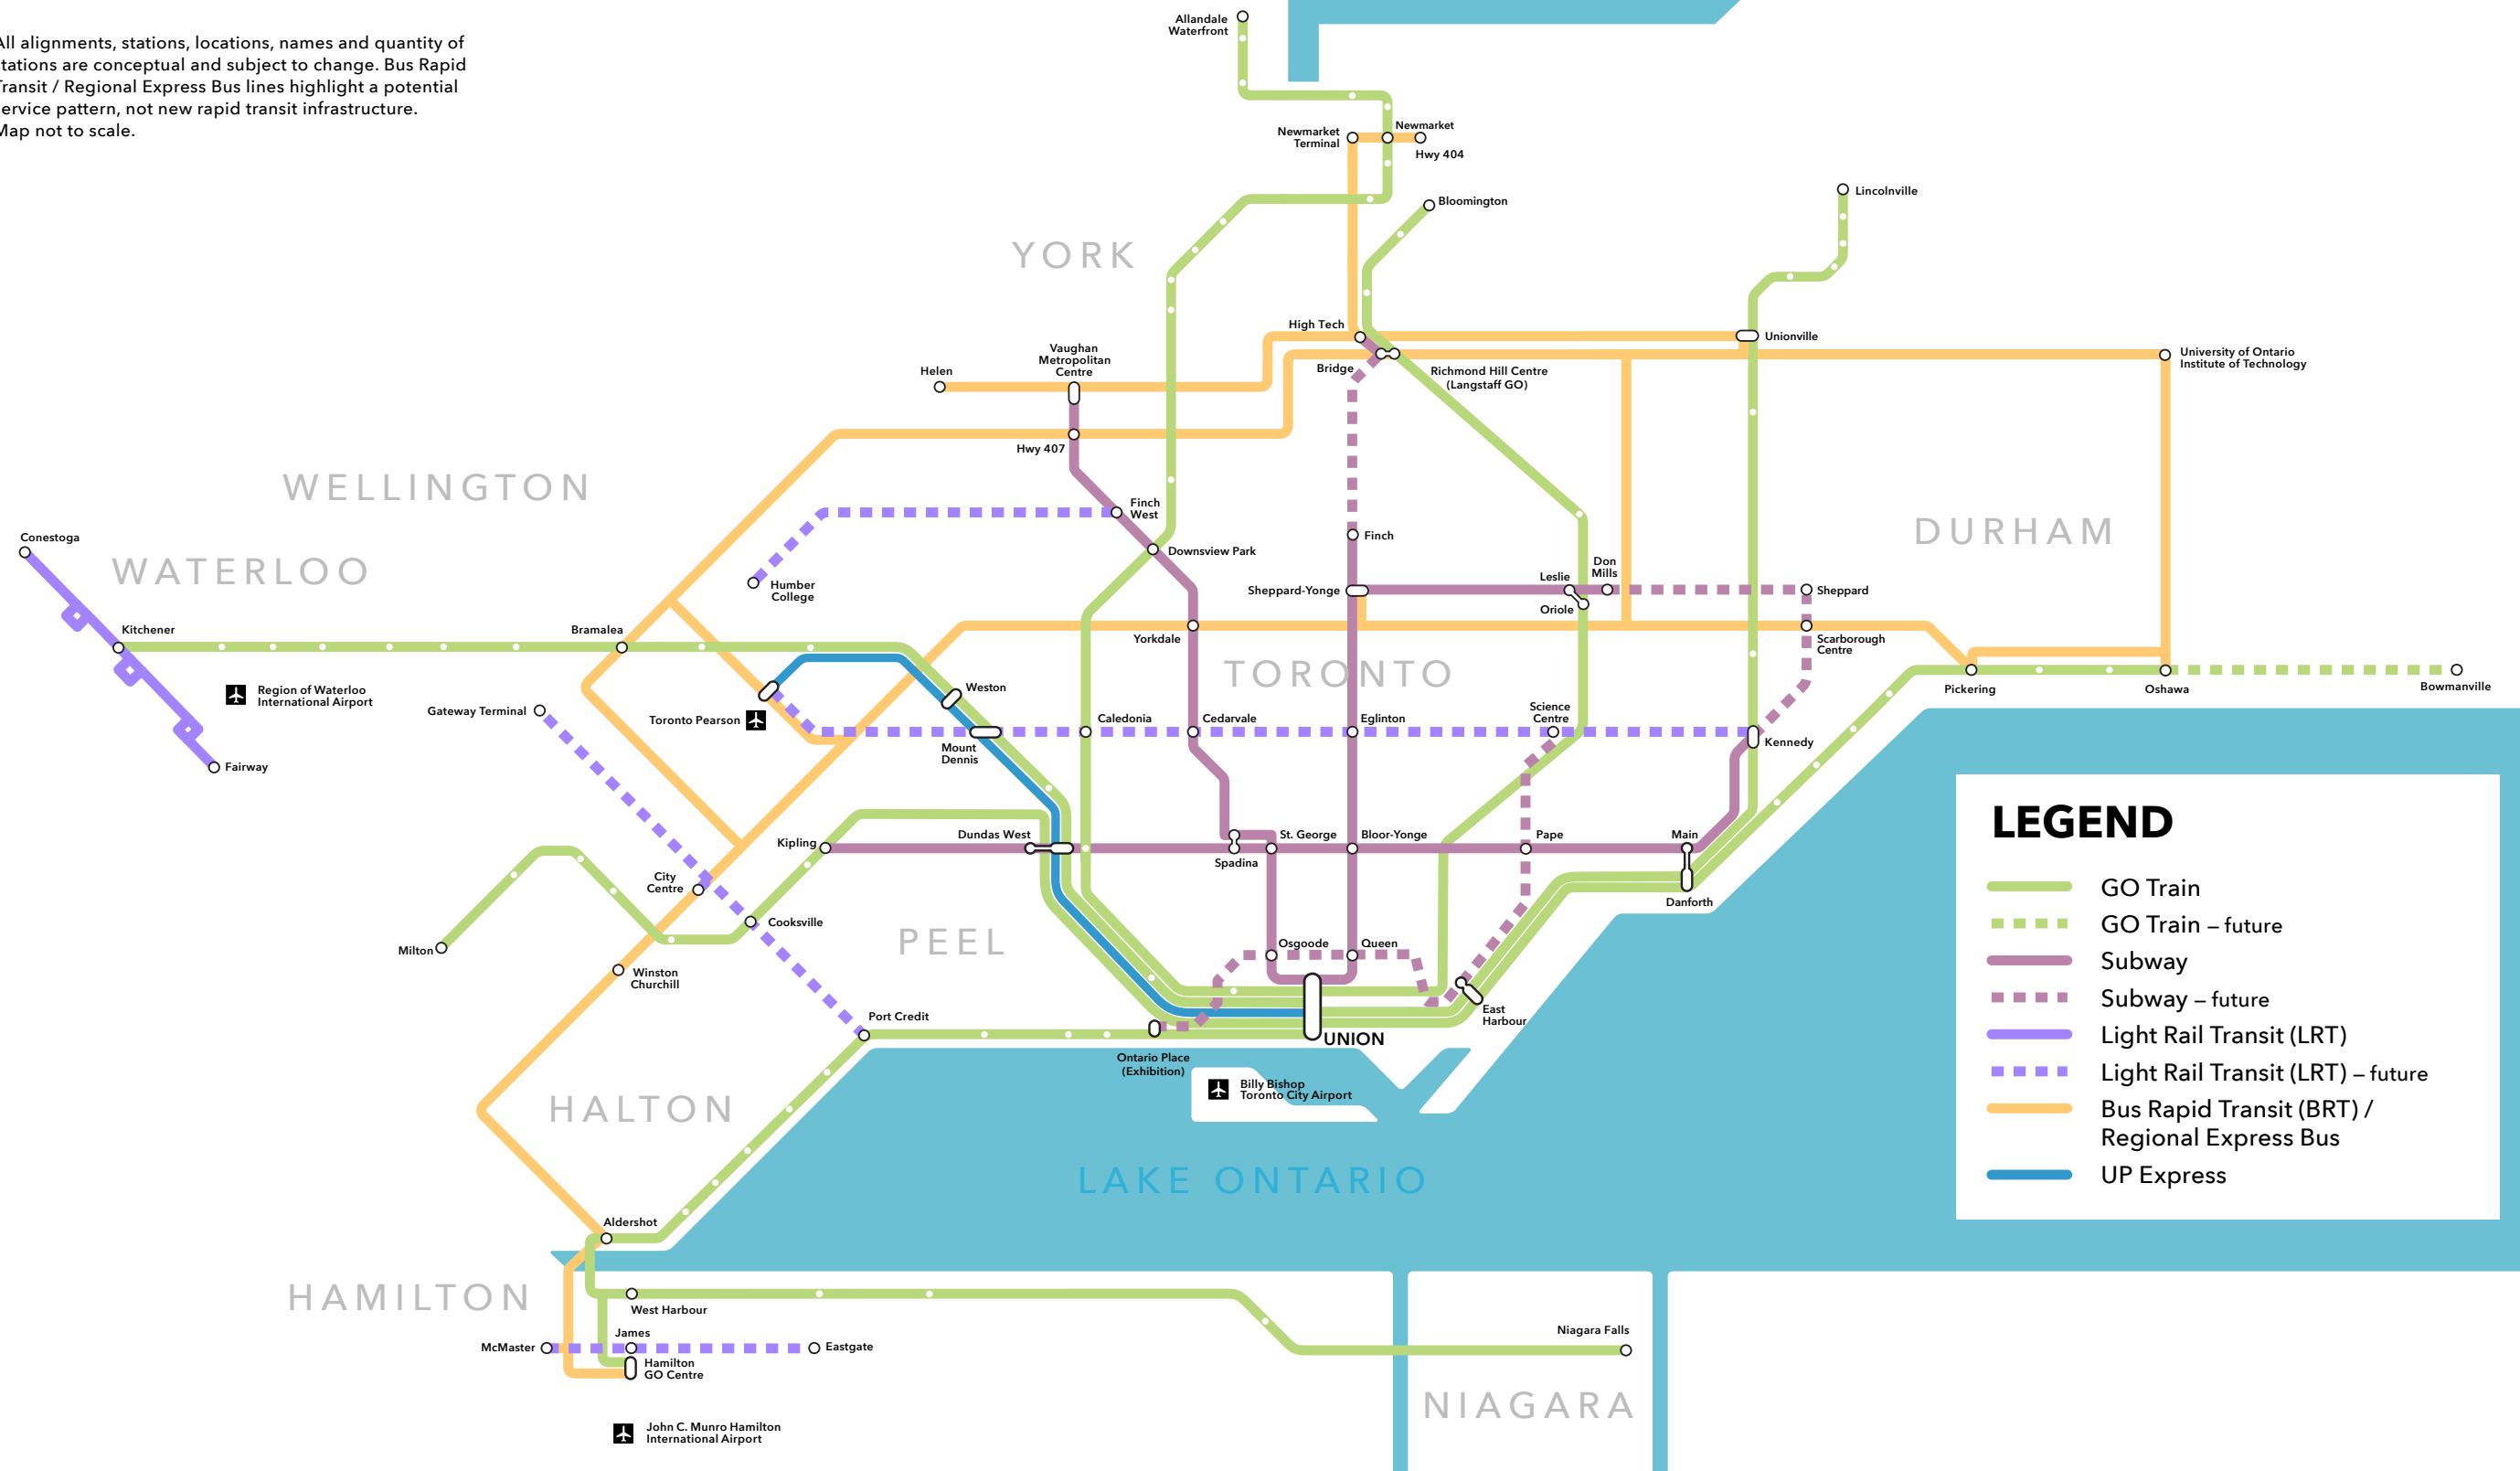 All alignments, stations, locations, names and quantity of
stations are conceptual and subject to change. Bus Rapid
Transit / Regional Express Bus lines highlight a potential
service pattern, not new rapid transit infrastructure.
Map not to scale.
Allandale
Waterfront
Newmarket
Terminal
Newmarket
Hwy 404
Bloomington
Lincolnville
YORK
High Tech
Unionville
Vaughan
Metropolitan
Centre
Helen
Bridge
Richmond Hill Centre
(Langstaff GO)
University of Ontario
Institute of Technology
Hwy 407
WELLINGTON
Finch
West
DURHAM
Conestoga
WATERLOO
Downsview Park
Finch
Humber
College
Sheppard-Yonge
Leslie
Don
Mills
Oriole
Sheppard
Kitchener
Bramalea
Yorkdale
Scarborough
Centre
TORONTO
Region of Waterloo
International Airport
Gateway Terminal
Toronto Pearson
Weston
Pickering
Oshawa
Bowmanville
Caledonia
Cedarvale
Eglinton
Science
Centre
Mount
Dennis
Kennedy
Fairway
Kipling
Dundas West
St. George
Bloor-Yonge
Pape
Main
Spadina
City
Centre
Cooksville
Danforth
Milton
PEEL
Osgoode
Queen
Winston
Churchill
Port Credit
East
Harbour
UNION
Ontario Place
(Exhibition)
Billy Bishop
Toronto City Airport
HALTON
LAKE ONTARIO
Aldershot
HAMILTON
West Harbour
James
McMaster
Eastgate
Hamilton
GO Centre
Niagara Falls
NIAGARA
John C. Munro Hamilton
International Airport
LEGEND
GO Train
GO Train – future
Subway
Subway – future
Light Rail Transit (LRT)
Light Rail Transit (LRT) – future
Bus Rapid Transit (BRT) /
Regional Express Bus
UP Express